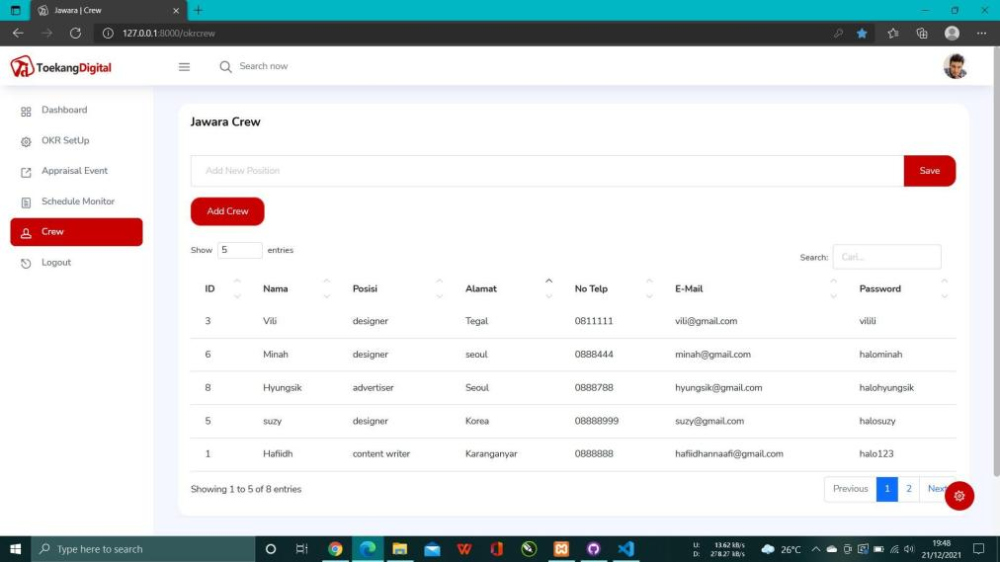 Jawara | Crew
127.0.0.1:8000/okrcrew
ToekangDigital
Search now
Dashboard
OKR SetUp
Appraisal Event
Schedule Monitor
Crew
Logout
Jawara Crew
Add New Position
Save
Add Crew
Show 5 entries
Search: Cari...
ID Nama Posisi Alamat No Telp E-Mail Password
3 Vili designer Tegal 0811111 vili@gmail.com vilili
6 Minah designer seoul 0888444 minah@gmail.com halominah
8 Hyungsik advertiser Seoul 0888788 hyungsik@gmail.com halohyungsik
5 suzy designer Korea 08888999 suzy@gmail.com halosuzy
1 Hafiidh content writer Karanganyar 0888888 hafiidhannaafi@gmail.com halo123
Showing 1 to 5 of 8 entries
Previous 1 2 Next
Type here to search
U: 13.62 kB/s
D: 278.27 kB/s
26°C
19:48
21/12/2021